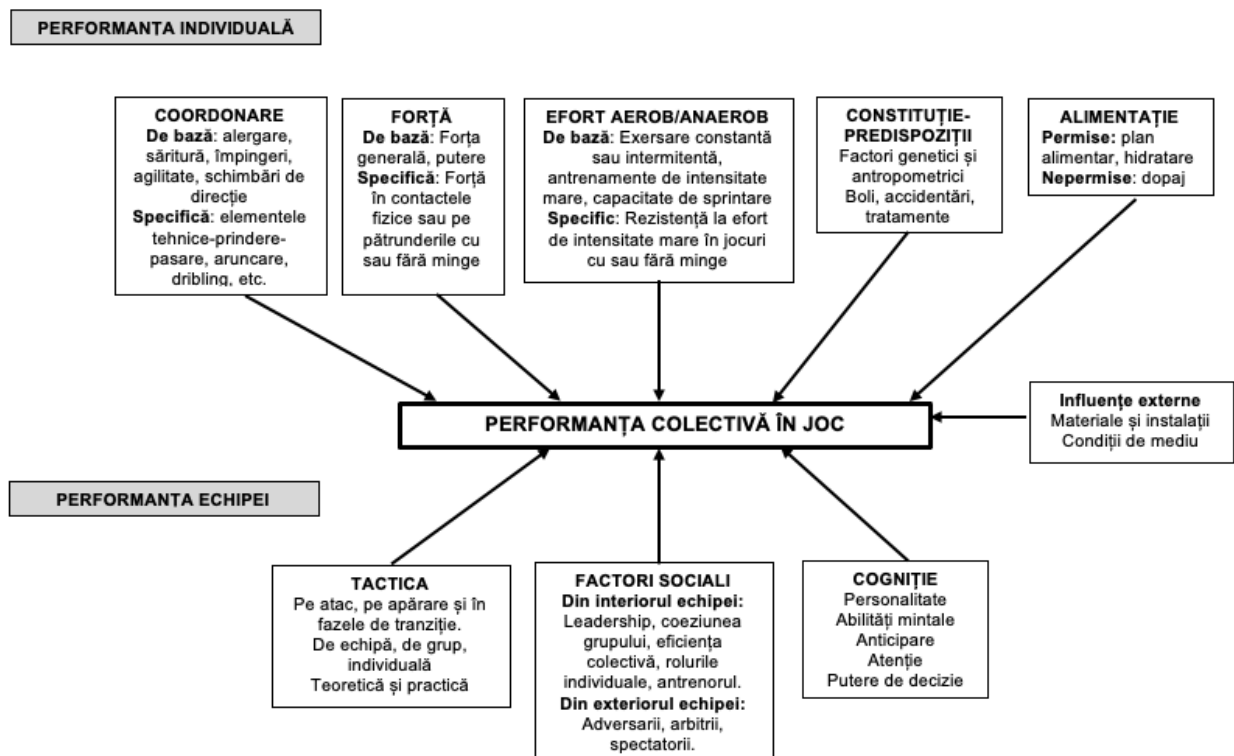 PERFORMANȚA INDIVIDUALĂ
COORDONARE
De bază: alergare,
săritură, împingeri,
agilitate, schimbări de
direcție
Specifică: elementele
tehnice-prindere-
pasare, aruncare,
dribling, etc.
FORȚĂ
De bază: Forța
generală, putere
Specifică: Forță
în contactele
fizice sau pe
pătrunderile cu
sau fără minge
EFORT AEROB/ANAEROB
De bază: Exersare constantă
sau intermitentă,
antrenamente de intensitate
mare, capacitate de sprintare
Specific: Rezistență la efort
de intensitate mare în jocuri
cu sau fără minge
CONSTITUȚIE-
PREDISPOZIȚII
Factori genetici și
antropometrici
Boli, accidentări,
tratamente
ALIMENTAȚIE
Permise: plan
alimentar, hidratare
Nepermise: dopaj
PERFORMANȚA COLECTIVĂ ÎN JOC
Influențe externe
Materiale și instalații
Condiții de mediu
PERFORMANȚA ECHIPEI
TACTICA
Pe atac, pe apărare și în
fazele de tranziție.
De echipă, de grup,
individuală
Teoretică și practică
FACTORI SOCIALI
Din interiorul echipei:
Leadership, coeziunea
grupului, eficiența
colectivă, rolurile
individuale, antrenorul.
Din exteriorul echipei:
Adversarii, arbitrii,
spectatorii.
COGNIȚIE
Personalitate
Abilități mintale
Anticipare
Atenție
Putere de decizie